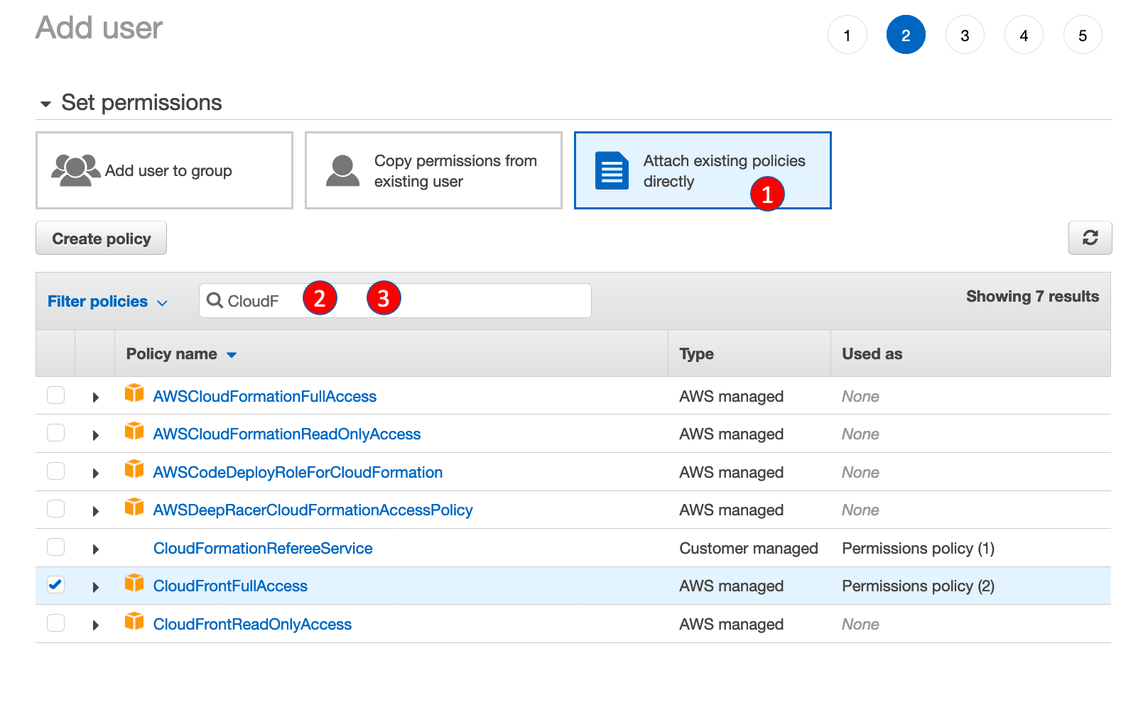 Add user
1 2 3 4 5
Set permissions
Add user to group
Copy permissions from
existing user
Attach existing policies
directly
1
Create policy
Filter policies
CloudF
2
3
Showing 7 results
Policy name Type Used as
AWSCloudFormationFullAccess AWS managed None
AWSCloudFormationReadOnlyAccess AWS managed None
AWSCodeDeployRoleForCloudFormation AWS managed None
AWSDeepRacerCloudFormationAccessPolicy AWS managed None
CloudFormationRefereeService Customer managed Permissions policy (1)
CloudFrontFullAccess AWS managed Permissions policy (2)
CloudFrontReadOnlyAccess AWS managed None